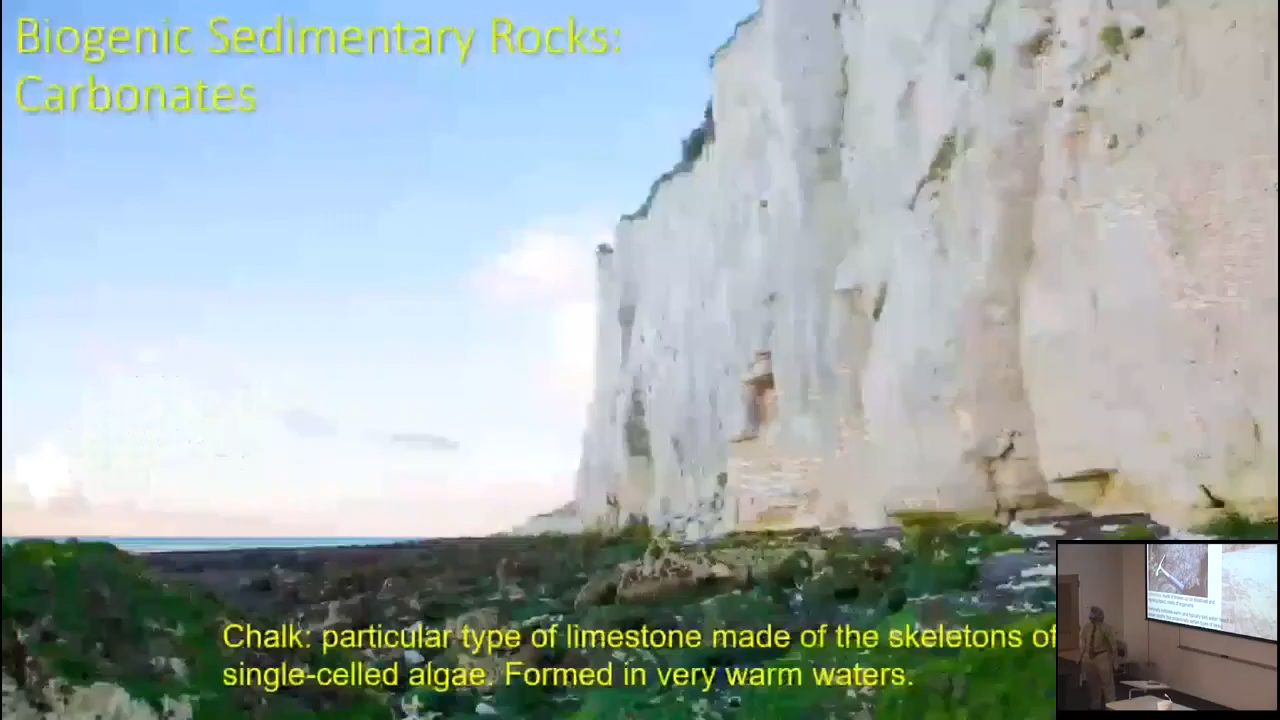 Biogenic Sedimentary Rocks:
Carbonates
Chalk: particular type of limestone made of the skeletons of
single-celled algae. Formed in very warm waters.